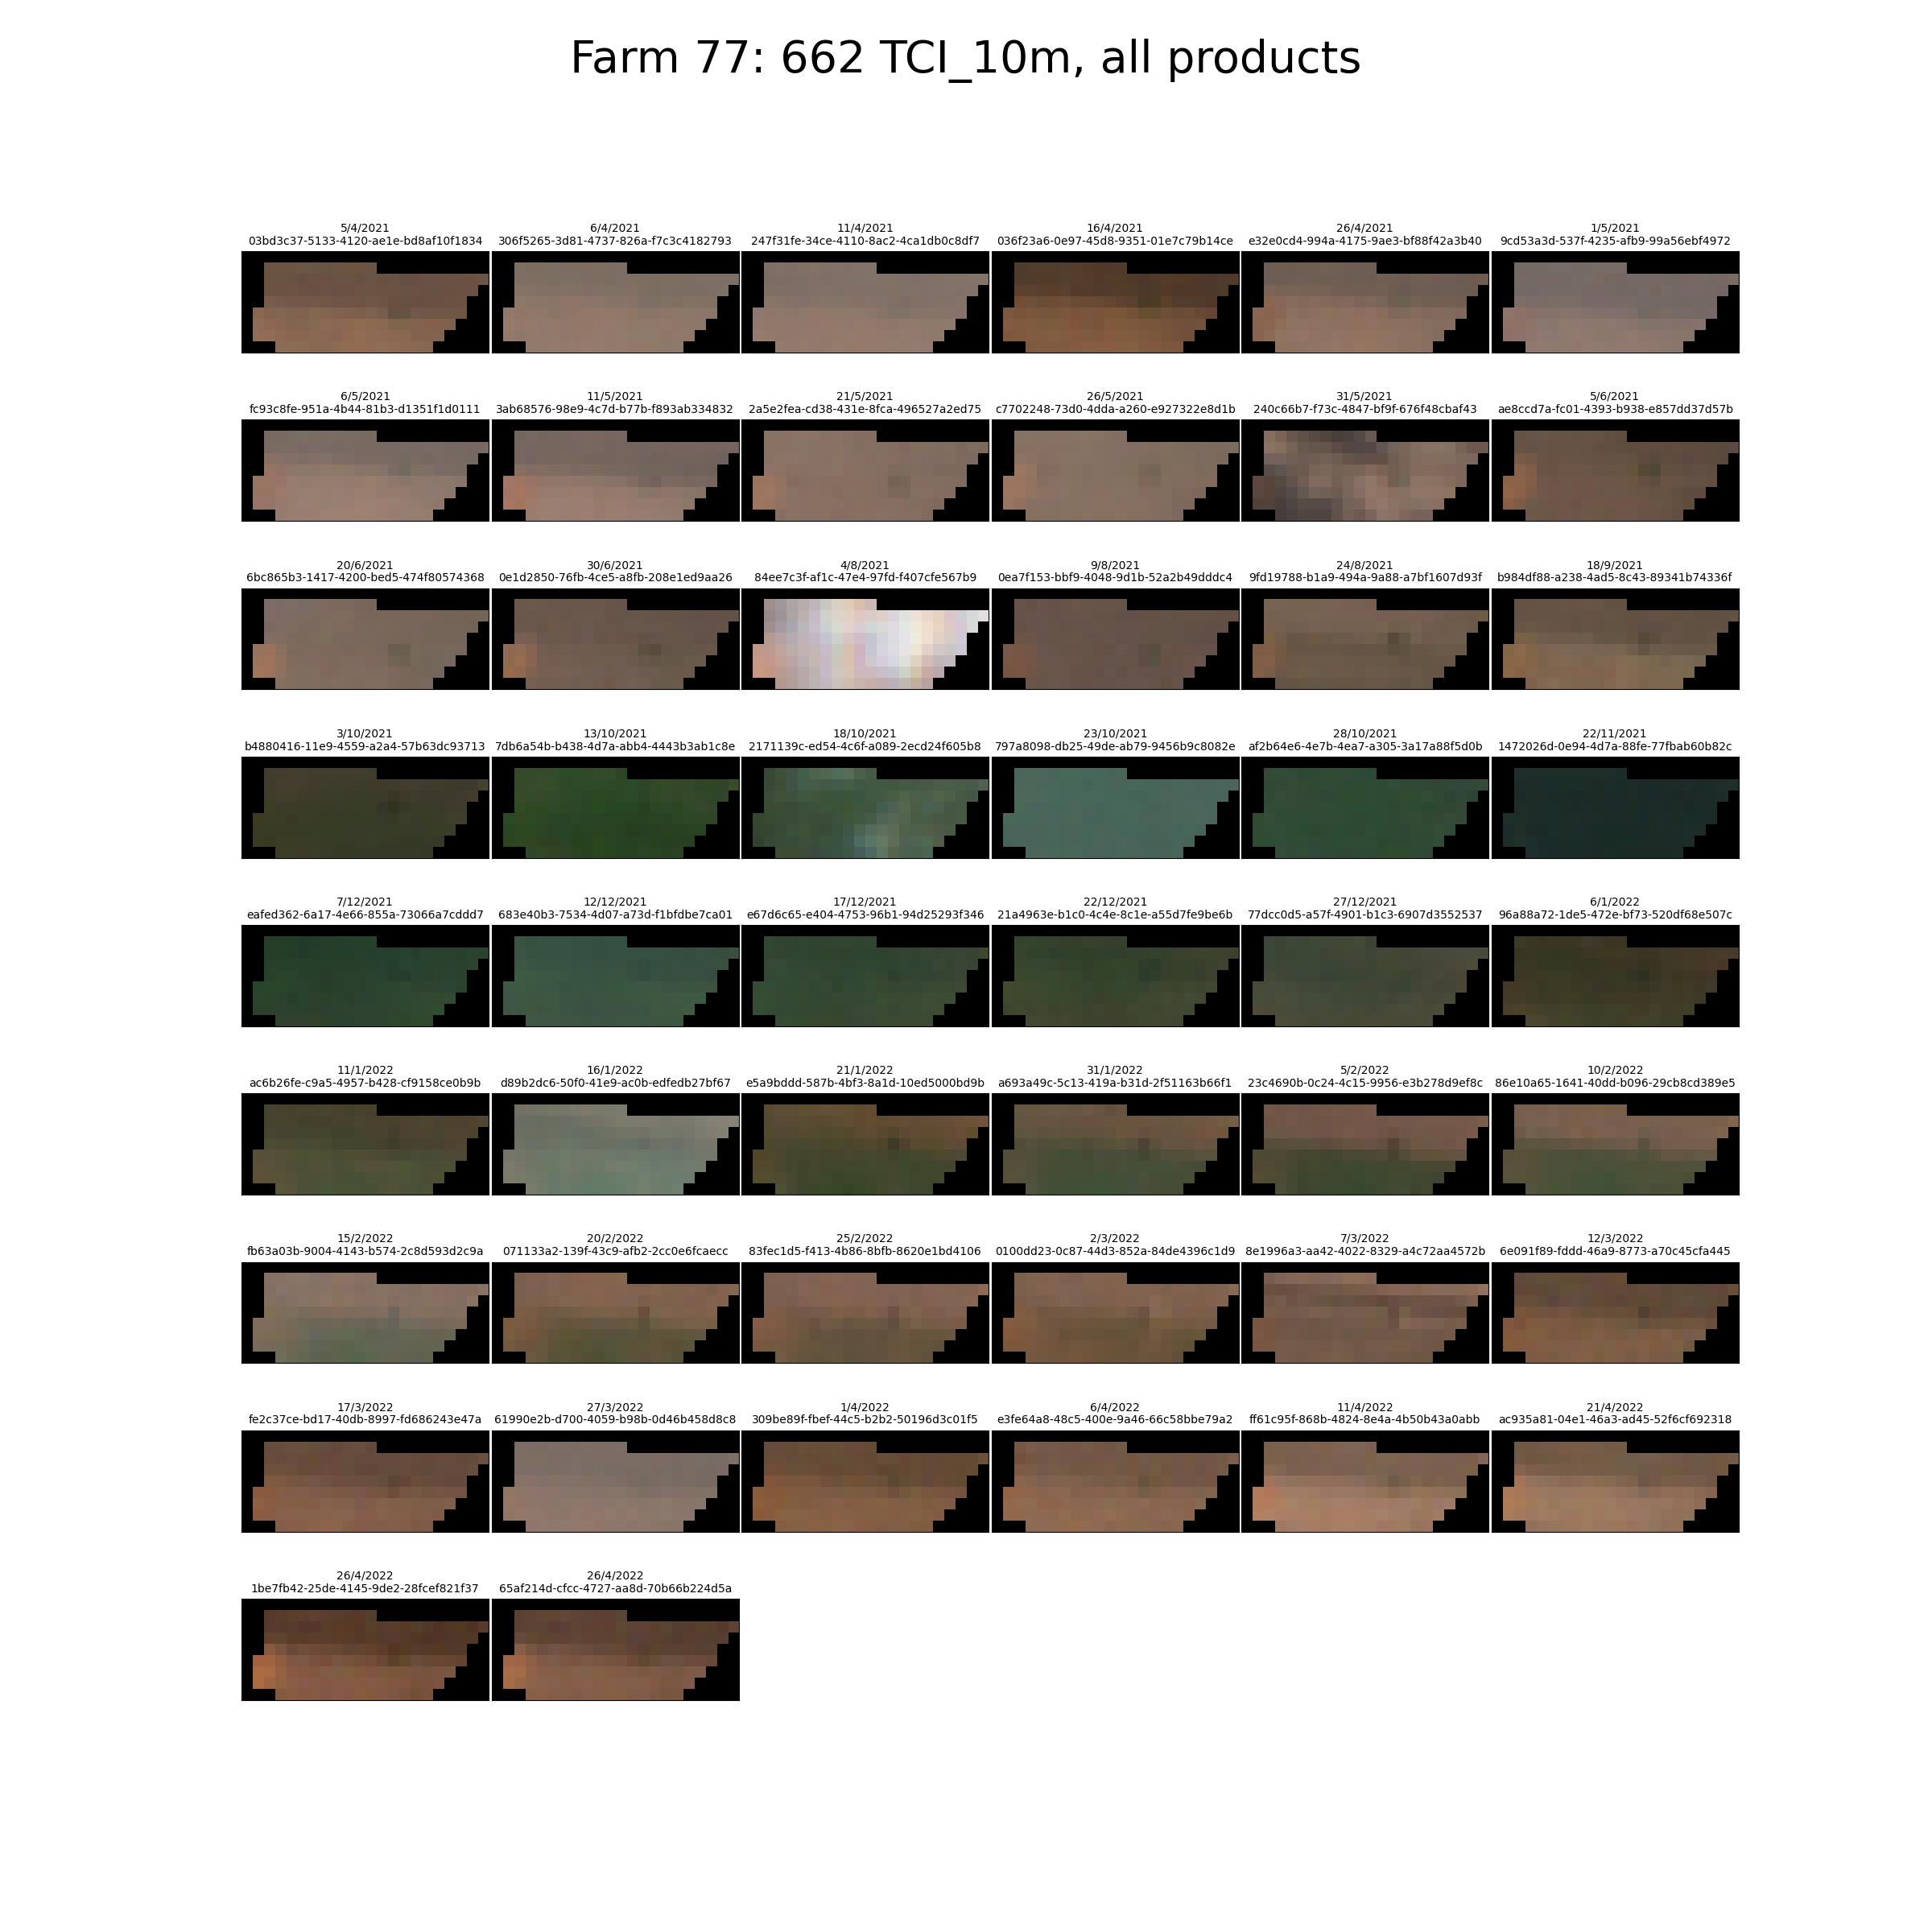 Farm 77: 662 TCI_10m, all products
5/4/2021
03bd3c37-5133-4120-ae1e-bd8af10f1834
6/4/2021
306f5265-3d81-4737-826a-f7c3c4182793
11/4/2021
247f31fe-34ce-4110-8ac2-4ca1db0c8df7
16/4/2021
036f23a6-0e97-45d8-9351-01e7c79b14ce
26/4/2021
e32e0cd4-994a-4175-9ae3-bf88f42a3b40
1/5/2021
9cd53a3d-537f-4235-afb9-99a56ebf4972
6/5/2021
fc93c8fe-951a-4b44-81b3-d1351f1d0111
11/5/2021
3ab68576-98e9-4c7d-b77b-f893ab334832
21/5/2021
2a5e2fea-cd38-431e-8fca-496527a2ed75
26/5/2021
c7702248-73d0-4dda-a260-e927322e8d1b
31/5/2021
240c66b7-f73c-4847-bf9f-676f48cbaf43
5/6/2021
ae8ccd7a-fc01-4393-b938-e857dd37d57b
20/6/2021
6bc865b3-1417-4200-bed5-474f80574368
30/6/2021
0e1d2850-76fb-4ce5-a8fb-208e1ed9aa26
4/8/2021
84ee7c3f-af1c-47e4-97fd-f407cfe567b9
9/8/2021
0ea7f153-bbf9-4048-9d1b-52a2b49dddc4
24/8/2021
9fd19788-b1a9-494a-9a88-a7bf1607d93f
18/9/2021
b984df88-a238-4ad5-8c43-89341b74336f
3/10/2021
b4880416-11e9-4559-a2a4-57b63dc93713
13/10/2021
7db6a54b-b438-4d7a-abb4-4443b3ab1c8e
18/10/2021
2171139c-ed54-4c6f-a089-2ecd24f605b8
23/10/2021
797a8098-db25-49de-ab79-9456b9c8082e
28/10/2021
af2b64e6-4e7b-4ea7-a305-3a17a88f5d0b
22/11/2021
1472026d-0e94-4d7a-88fe-77fbab60b82c
7/12/2021
eafed362-6a17-4e66-855a-73066a7cddd7
12/12/2021
683e40b3-7534-4d07-a73d-f1bfdbe7ca01
17/12/2021
e67d6c65-e404-4753-96b1-94d25293f346
22/12/2021
21a4963e-b1c0-4c4e-8c1e-a55d7fe9be6b
27/12/2021
77dcc0d5-a57f-4901-b1c3-6907d3552537
6/1/2022
96a88a72-1de5-472e-bf73-520df68e507c
11/1/2022
ac6b26fe-c9a5-4957-b428-cf9158ce0b9b
16/1/2022
d89b2dc6-50f0-41e9-ac0b-edfedb27bf67
21/1/2022
e5a9bddd-587b-4bf3-8a1d-10ed5000bd9b
31/1/2022
a693a49c-5c13-419a-b31d-2f51163b66f1
5/2/2022
23c4690b-0c24-4c15-9956-e3b278d9ef8c
10/2/2022
86e10a65-1641-40dd-b096-29cb8cd389e5
15/2/2022
fb63a03b-9004-4143-b574-2c8d593d2c9a
20/2/2022
071133a2-139f-43c9-afb2-2cc0e6fcaecc
25/2/2022
83fec1d5-f413-4b86-8bfb-8620e1bd4106
2/3/2022
0100dd23-0c87-44d3-852a-84de4396c1d9
7/3/2022
8e1996a3-aa42-4022-8329-a4c72aa4572b
12/3/2022
6e091f89-fddd-46a9-8773-a70c45cfa445
17/3/2022
fe2c37ce-bd17-40db-8997-fd686243e47a
27/3/2022
61990e2b-d700-4059-b98b-0d46b458d8c8
1/4/2022
309be89f-fbef-44c5-b2b2-50196d3c01f5
6/4/2022
e3fe64a8-48c5-400e-9a46-66c58bbe79a2
11/4/2022
ff61c95f-868b-4824-8e4a-4b50b43a0abb
21/4/2022
ac935a81-04e1-46a3-ad45-52f6cf692318
26/4/2022
1be7fb42-25de-4145-9de2-28fcef821f37
26/4/2022
65af214d-cfcc-4727-aa8d-70b66b224d5a